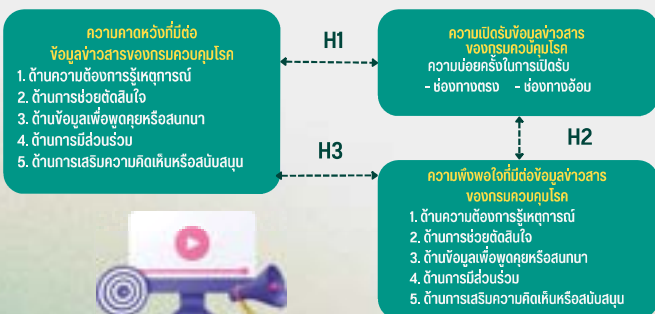 ความคาดหวังที่มีต่อ
ข้อมูลข่าวสารของกรมควบคุมโรค
1. ด้านความต้องการรู้เหตุการณ์
2. ด้านการช่วยตัดสินใจ
3. ด้านข้อมูลเพื่อพูดคุยหรือสนทนา
4. ด้านการมีส่วนร่วม
5. ด้านการเสริมความคิดเห็นหรือสนับสนุน
H1
ความเปิดรับข้อมูลข่าวสาร
ของกรมควบคุมโรค
ความบ่อยครั้งในการเปิดรับ
- ช่องทางตรง - ช่องทางอ้อม
H2
H3
ความพึงพอใจที่มีต่อข้อมูลข่าวสาร
ของกรมควบคุมโรค
1. ด้านความต้องการรู้เหตุการณ์
2. ด้านการช่วยตัดสินใจ
3. ด้านข้อมูลเพื่อพูดคุยหรือสนทนา
4. ด้านการมีส่วนร่วม
5. ด้านการเสริมความคิดเห็นหรือสนับสนุน